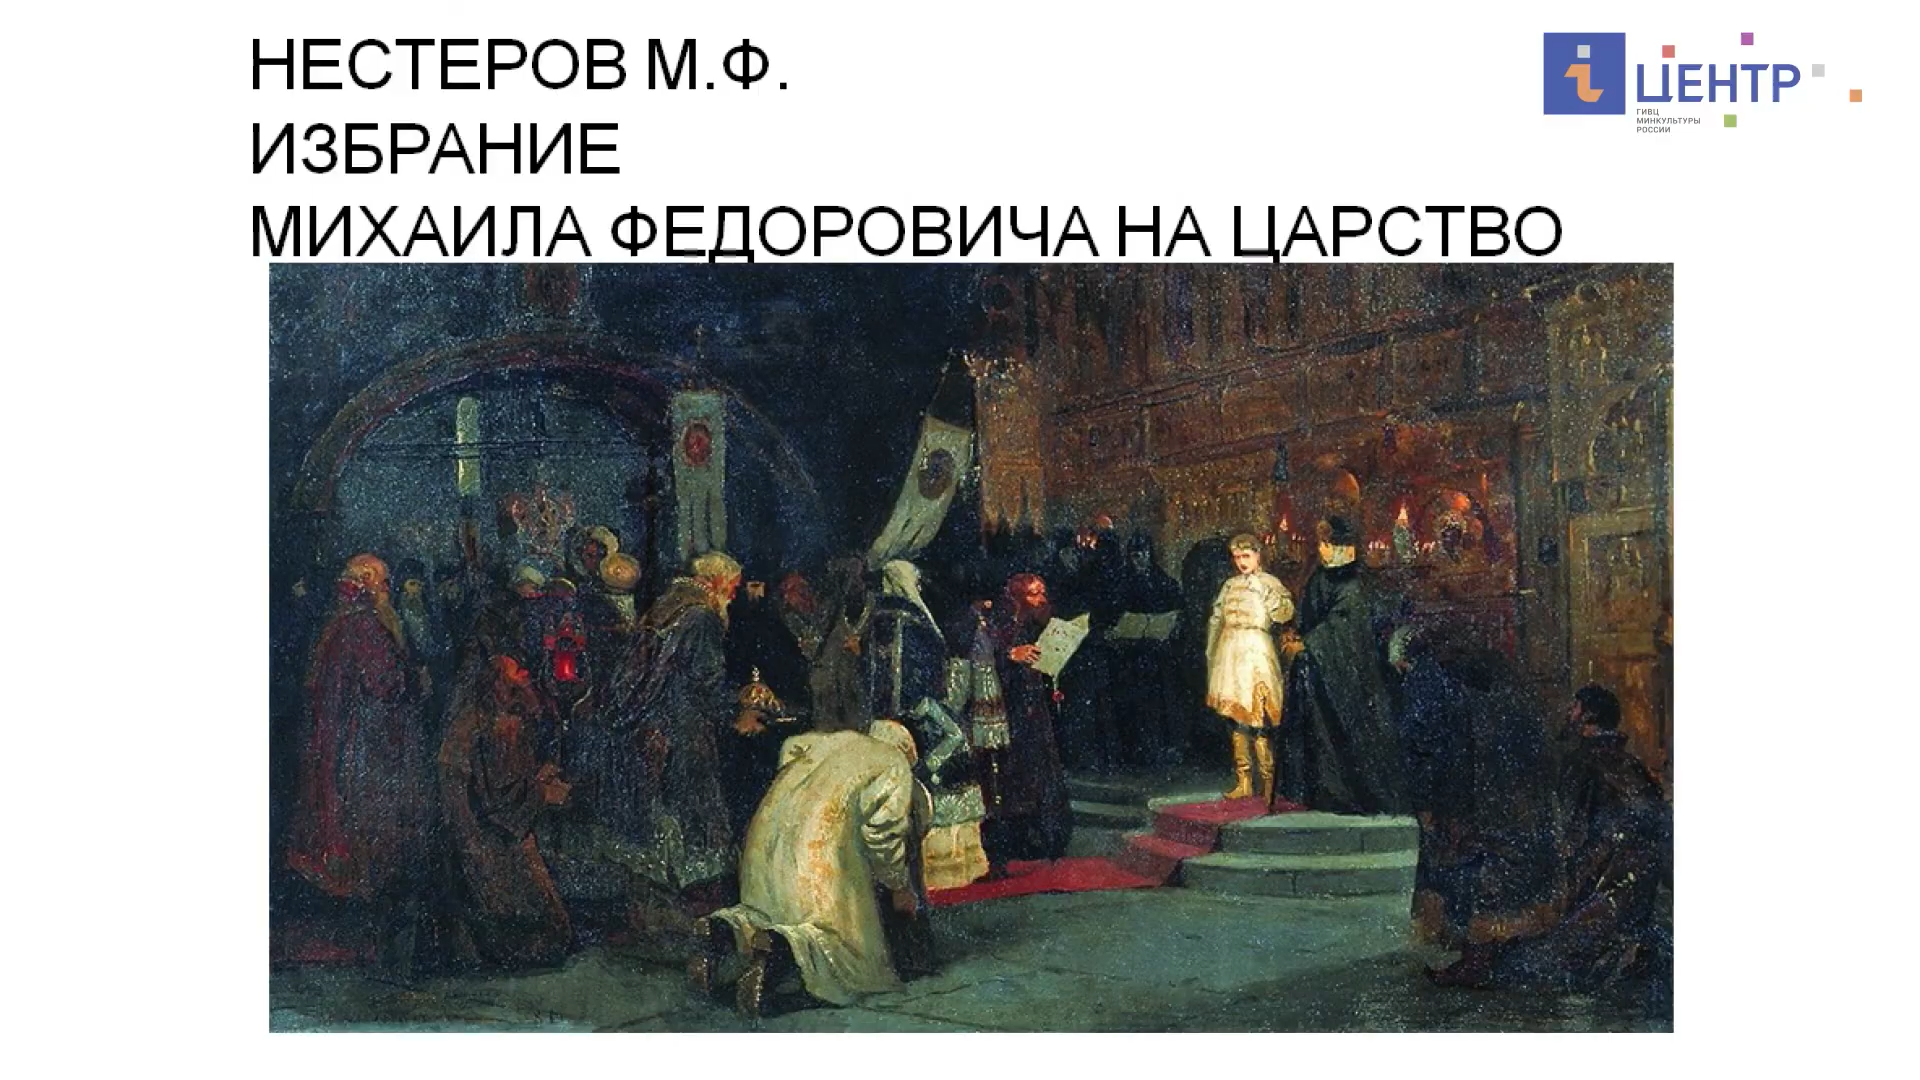 НЕСТЕРОВ М.Ф.
ИЗБРАНИЕ
МИХАИЛА ФЕДОРОВИЧА НА ЦАРСТВО
i ЦЕНТР
ГИВЦ
МИНКУЛЬТУРЫ
РОССИИ